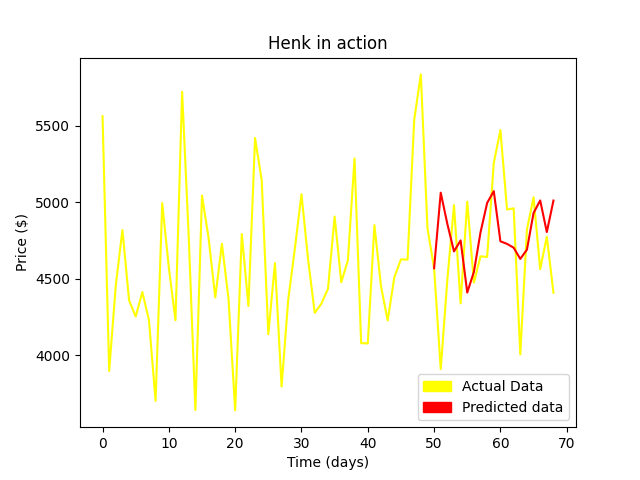 Henk in action
Price ($)
5500
5000
4500
4000
Actual Data
Predicted data
0 10 20 30 40 50 60 70
Time (days)